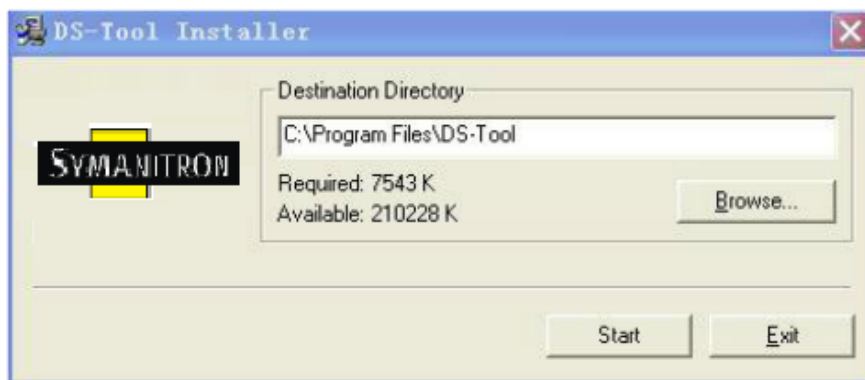 DS-Tool Installer
SYMANITRON
Destination Directory
C:\Program Files\DS-Tool
Required: 7543 K
Available: 210228 K
Browse...
Start
Exit